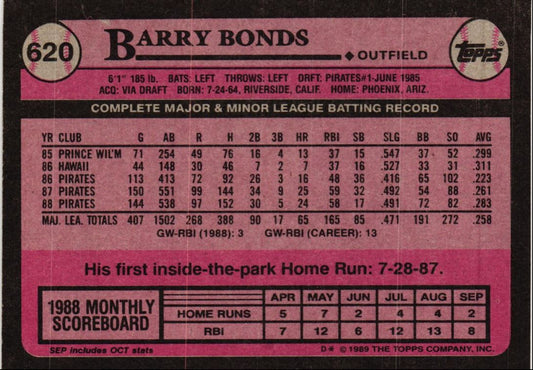 620
BARRY BONDS
◆ OUTFIELD
topps®
6'1" 185 lb. BATS: LEFT THROWS: LEFT DRFT: PIRATES#1-JUNE 1985
ACQ: VIA DRAFT BORN: 7-24-64, RIVERSIDE, CALIF. HOME: PHOENIX, ARIZ.
COMPLETE MAJOR & MINOR LEAGUE BATTING RECORD
YR CLUB G AB R H 2B 3B HR RBI SB SLG BB SO AVG
85 PRINCE WIL'M 71 254 49 76 16 4 13 37 15 .547 37 52 .299
86 HAWAII 44 148 30 46 7 2 7 37 16 .527 33 31 .311
86 PIRATES 113 413 72 92 26 3 16 48 36 .416 65 102 .223
87 PIRATES 150 551 99 144 34 9 25 59 32 .492 54 88 .261
88 PIRATES 144 538 97 152 30 5 24 58 17 .491 72 82 .283
MAJ. LEA. TOTALS 407 1502 268 388 90 17 65 165 85 .471 191 272 .258
GW-RBI (1988): 3 GW-RBI (CAREER): 13
His first inside-the-park Home Run: 7-28-87.
1988 MONTHLY SCOREBOARD
APR MAY JUN JUL AUG SEP
HOME RUNS 5 7 2 4 4 2
RBI 7 12 6 12 13 8
SEP includes OCT stats
D* © 1989 THE TOPPS COMPANY, INC.